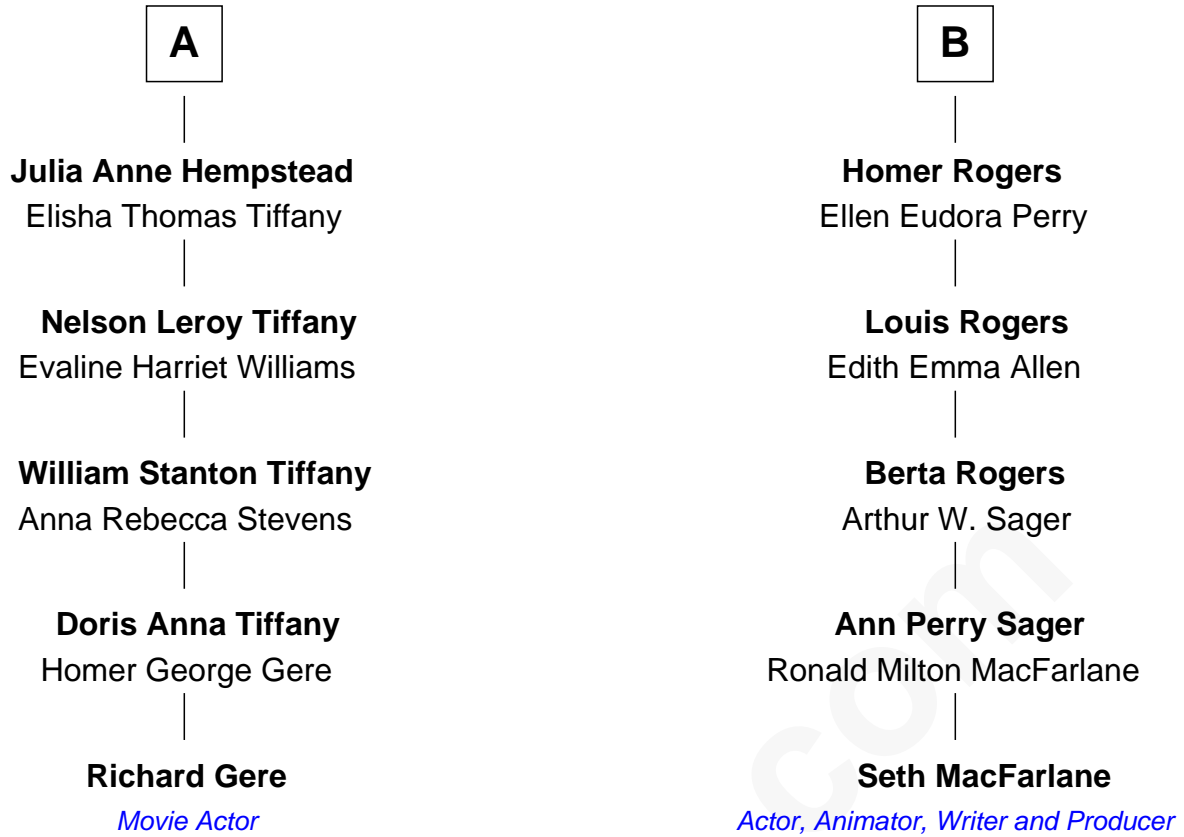 A
Julia Anne Hempstead
Elisha Thomas Tiffany
Nelson Leroy Tiffany
Evaline Harriet Williams
William Stanton Tiffany
Anna Rebecca Stevens
Doris Anna Tiffany
Homer George Gere
Richard Gere
Movie Actor
B
Homer Rogers
Ellen Eudora Perry
Louis Rogers
Edith Emma Allen
Berta Rogers
Arthur W. Sager
Ann Perry Sager
Ronald Milton MacFarlane
Seth MacFarlane
Actor, Animator, Writer and Producer
com